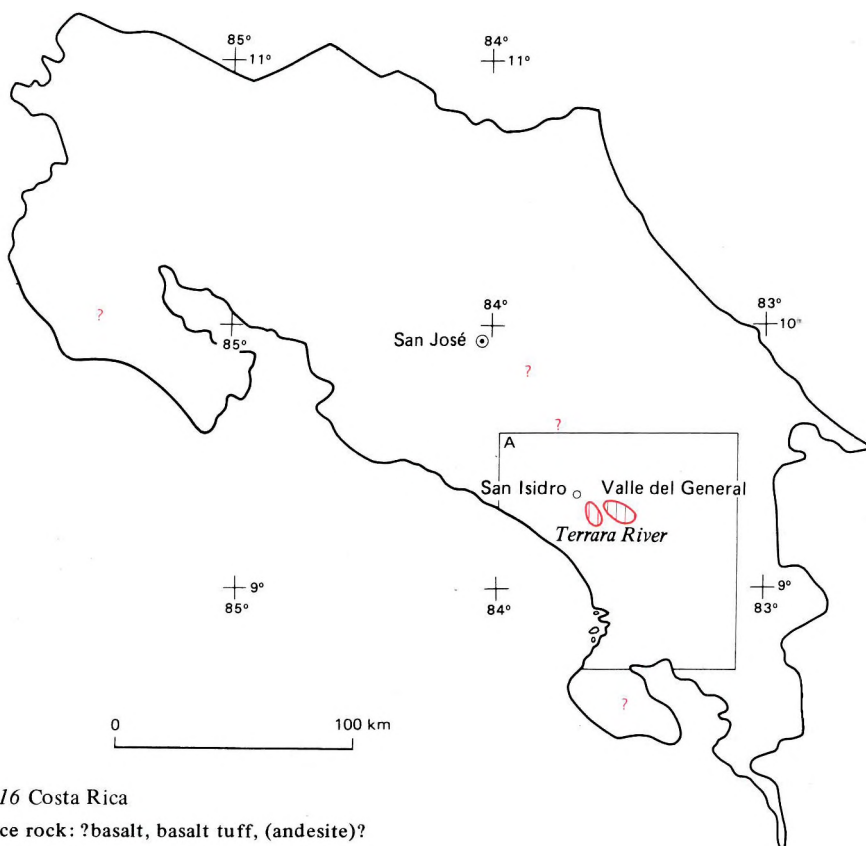 85° 84°
11° 11°
84° 83°
? 10°
San José
85°
?
?
A
San Isidro Valle del General
Terrara River
9° 9°
85° 84° 83°
?
0 100 km
16 Costa Rica
ce rock: ?basalt, basalt tuff, (andesite)?